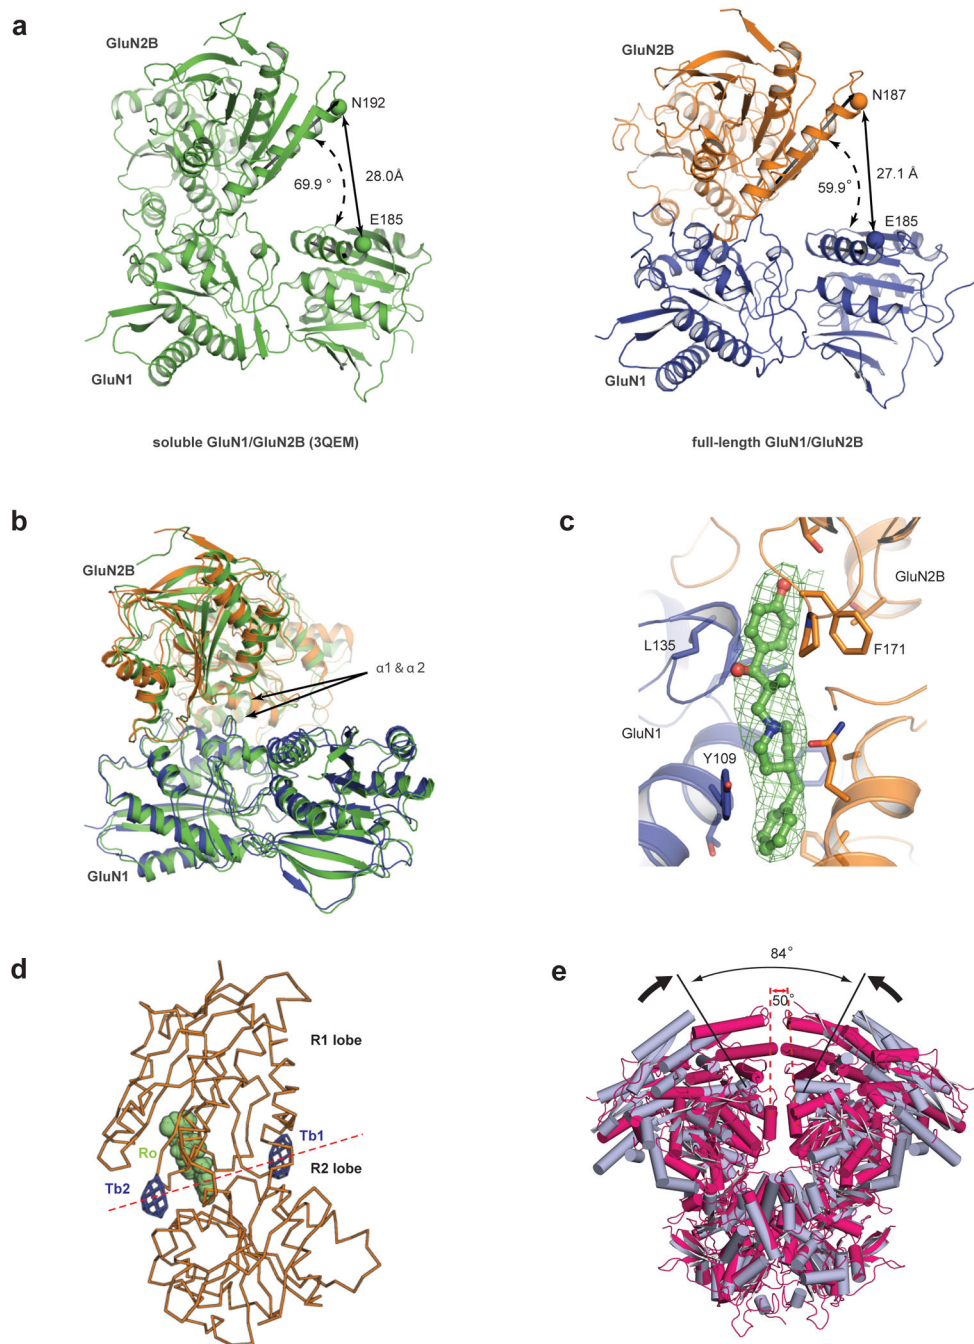 a
GluN2B
N192
69.9 °
28.0Å
E185
GluN1
soluble GluN1/GluN2B (3QEM)
GluN2B
N187
59.9°
27.1 Å
E185
GluN1
full-length GluN1/GluN2B
b
GluN2B
α1 & α 2
GluN1
c
GluN2B
L135
F171
GluN1
Y109
d
R1 lobe
Ro
Tb1
R2 lobe
Tb2
e
84°
50°